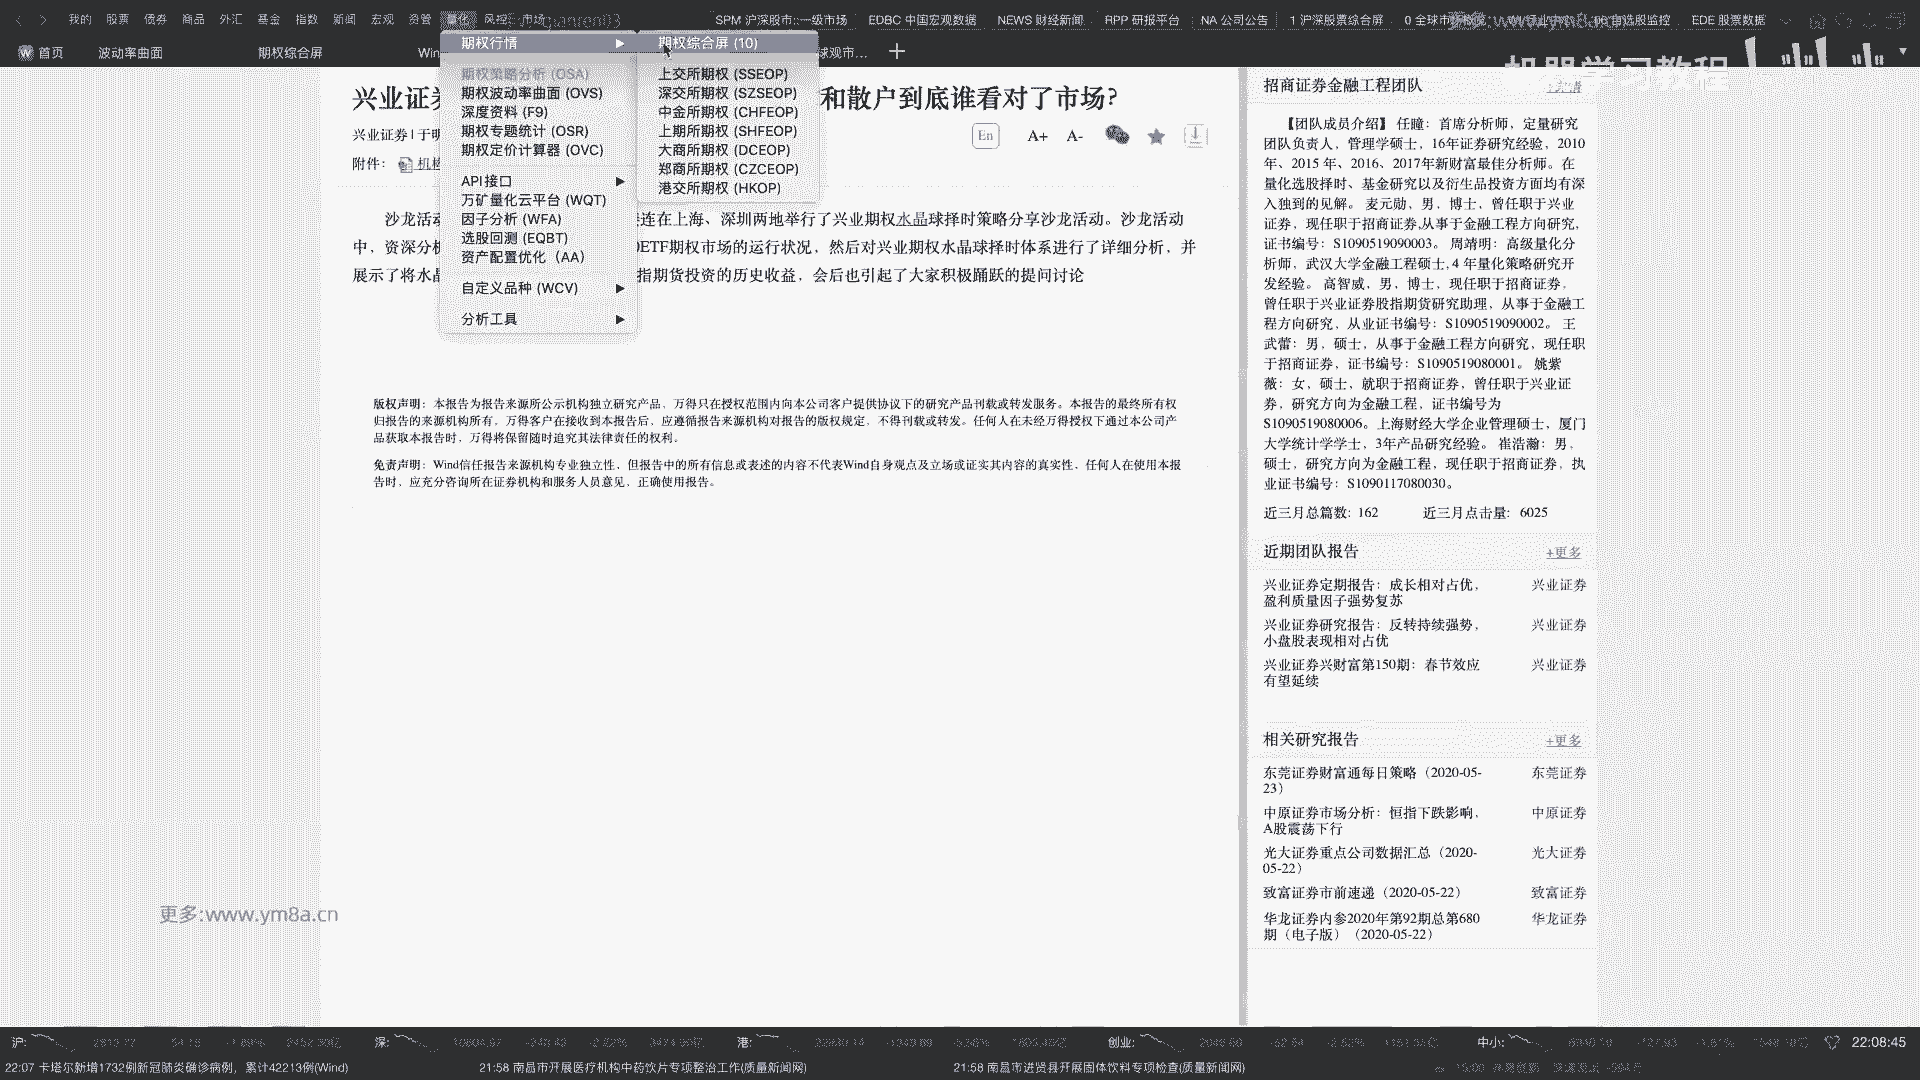 我的 股票 债券 商品 外汇 基金 指数 新闻 宏观 资管 量化 风控 市场
SPM 沪深股市::一级市场 EDBC 中国宏观数据 NEWS 财经新闻 RPP 研报平台 NA 公司公告 1 沪深股票综合屏 EDE 股票数据
首页 波动率曲面 期权综合屏
期权行情
期权策略分析 (OSA)
期权波动率曲面 (OVS)
深度资料 (F9)
期权专题统计 (OSR)
期权定价计算器 (OVC)
API接口
万矿量化云平台 (WQT)
因子分析 (WFA)
选股回测 (EQBT)
资产配置优化 (AA)
自定义品种 (WCV)
分析工具
期权综合屏 (10)
上交所期权 (SSEOP)
深交所期权 (SZSEOP)
中金所期权 (CHFEOP)
上期所期权 (SHFEOP)
大商所期权 (DCEOP)
郑商所期权 (CZCEOP)
港交所期权 (HKOP)
机器学习教程
兴业证 和散户到底谁看对了市场?
兴业证券 | 于明
En A+ A-
附件:
沙龙活动 连在上海、深圳两地举行了兴业期权水晶球择时策略分享沙龙活动。沙龙活动
中，资深分析 ETF期权市场的运行状况，然后对兴业期权水晶球择时体系进行了详细分析，并
展示了将水晶 指期货投资的历史收益，会后也引起了大家积极踊跃的提问讨论
版权声明：本报告为报告来源所公示机构独立研究产品，万得只在授权范围内向本公司客户提供协议下的研究产品刊载或转发服务。本报告的最终所有权
归报告的来源机构所有，万得客户在接收到本报告后，应遵循报告来源机构对报告的版权规定，不得刊载或转发。任何人在未经万得授权下通过本公司产
品获取本报告时，万得将保留随时追究其法律责任的权利。
免责声明：Wind信任报告来源机构专业独立性，但报告中的所有信息或表述的内容不代表Wind自身观点及立场或证实其内容的真实性，任何人在使用本报
告时，应充分咨询所在证券机构和服务人员意见，正确使用报告。
更多:www.ym8a.cn
招商证券金融工程团队
【团队成员介绍】 任瞳：首席分析师，定量研究
团队负责人，管理学硕士，16年证券研究经验，2010
年、2015 年、2016、2017年新财富最佳分析师。在
量化选股择时、基金研究以及衍生品投资方面均有深
入独到的见解。 麦元勋，男，博士，曾任职于兴业
证券，现任职于招商证券,从事于金融工程方向研究,
证书编号：S1090519090003。 周靖明：高级量化分
析师，武汉大学金融工程硕士,4 年量化策略研究开
发经验。 高智威，男，博士，现任职于招商证券，
曾任职于兴业证券股指期货研究助理，从事于金融工
程方向研究，从业证书编号：S1090519090002。 王
武蕾：男，硕士，从事于金融工程方向研究，现任职
于招商证券，证书编号：S1090519080001。 姚紫
薇：女，硕士，就职于招商证券，曾任职于兴业证
券，研究方向为金融工程，证书编号为
S1090519080006。上海财经大学企业管理硕士，厦门
大学统计学学士，3年产品研究经验。 崔浩瀚：男，
硕士，研究方向为金融工程，现任职于招商证券，执
业证书编号：S1090117080030。
近三月总篇数: 162 近三月点击量: 6025
近期团队报告 +更多
兴业证券定期报告：成长相对占优，
盈利质量因子强势复苏 兴业证券
兴业证券研究报告：反转持续强势，
小盘股表现相对占优 兴业证券
兴业证券兴财富第150期：春节效应
有望延续 兴业证券
相关研究报告 +更多
东莞证券财富通每日策略（2020-05-
23） 东莞证券
中原证券市场分析：恒指下跌影响，
A股震荡下行 中原证券
光大证券重点公司数据汇总（2020-
05-22） 光大证券
致富证券市前速递（2020-05-22） 致富证券
华龙证券内参2020年第92期总第680
期（电子版）（2020-05-22） 华龙证券
沪: 深: 港: 创业: 中小: 22:08:45
22:07 卡塔尔新增1732例新冠肺炎确诊病例，累计42213例(Wind) 21:58 南昌市开展医疗机构中药饮片专项整治工作(质量新闻网) 21:58 南昌市进贤县开展固体饮料专项检查(质量新闻网)